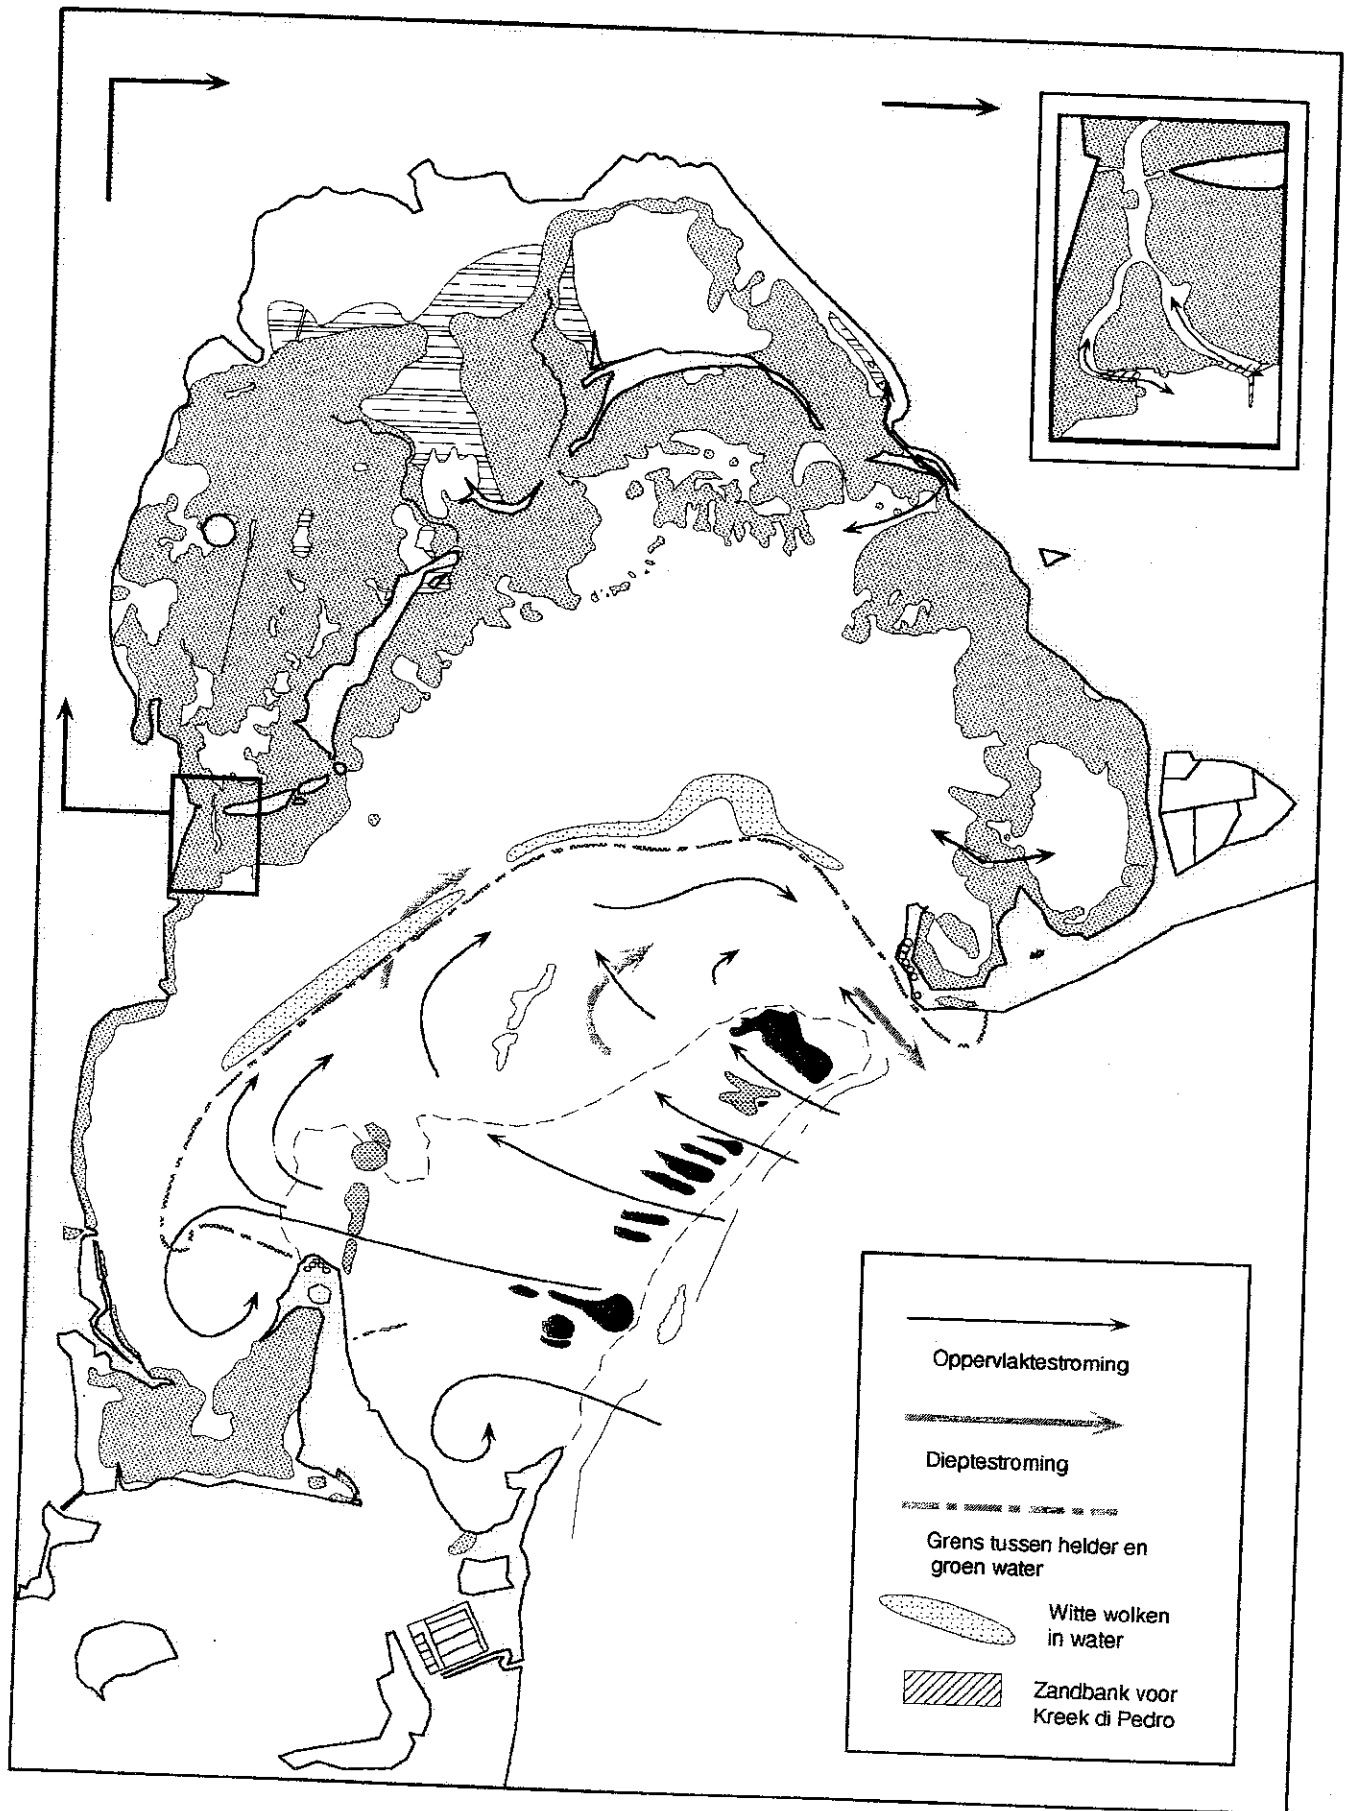 Oppervlaktestroming
Dieptestroming
Grens tussen helder en
groen water
Witte wolken
in water
Zandbank voor
Kreek di Pedro